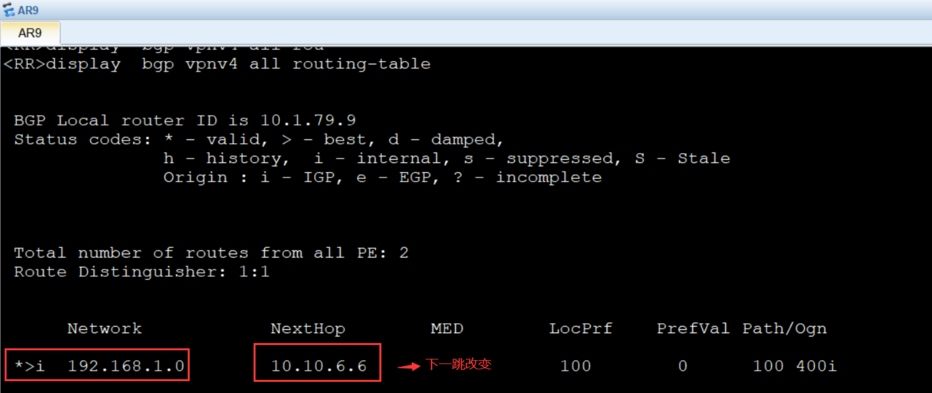 AR9
AR9
<RR>display  bgp vpnv4 all rou
<RR>display  bgp vpnv4 all routing-table
BGP Local router ID is 10.1.79.9
Status codes: * - valid, > - best, d - damped,
h - history,  i - internal, s - suppressed, S - Stale
Origin : i - IGP, e - EGP, ? - incomplete
Total number of routes from all PE: 2
Route Distinguisher: 1:1
Network NextHop MED LocPrf PrefVal Path/Ogn
*>i 192.168.1.0 10.10.6.6 下一跳改变 100 0 100 400i